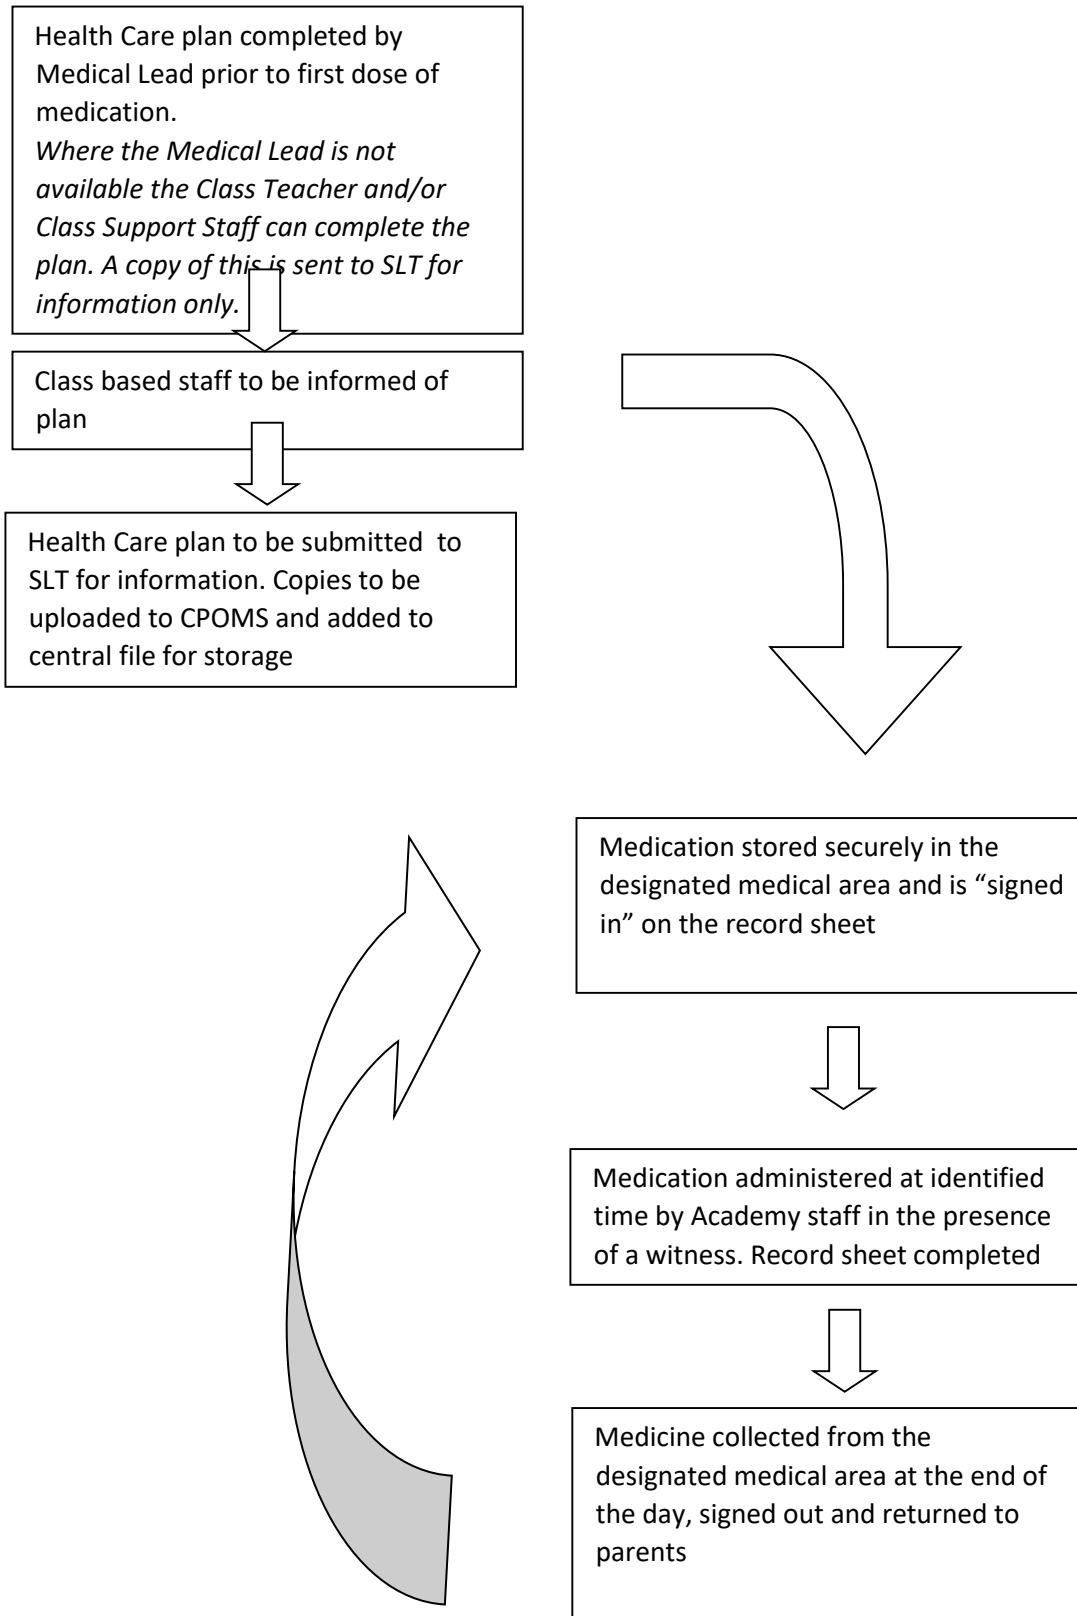 Health Care plan completed by
Medical Lead prior to first dose of
medication.
Where the Medical Lead is not
available the Class Teacher and/or
Class Support Staff can complete the
plan. A copy of this is sent to SLT for
information only.
Class based staff to be informed of
plan
Health Care plan to be submitted  to
SLT for information. Copies to be
uploaded to CPOMS and added to
central file for storage
Medication stored securely in the
designated medical area and is “signed
in” on the record sheet
Medication administered at identified
time by Academy staff in the presence
of a witness. Record sheet completed
Medicine collected from the
designated medical area at the end of
the day, signed out and returned to
parents